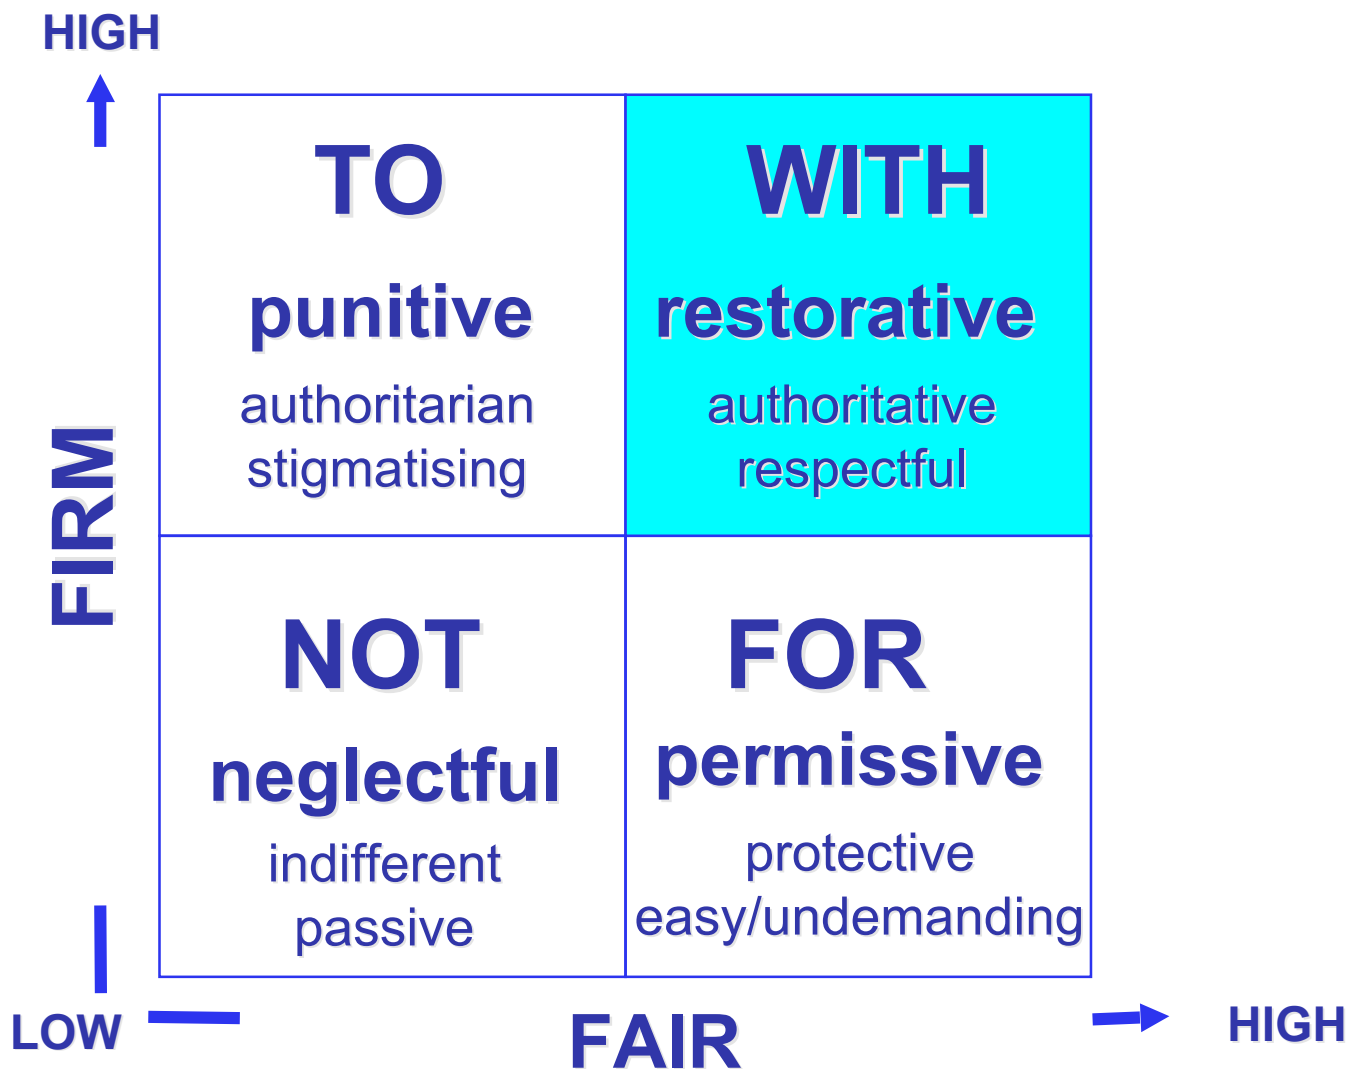 HIGH
TO
punitive
authoritarian
stigmatising
WITH
restorative
authoritative
respectful
FIRM
NOT
neglectful
indifferent
passive
FOR
permissive
protective
easy/undemanding
LOW
FAIR
HIGH